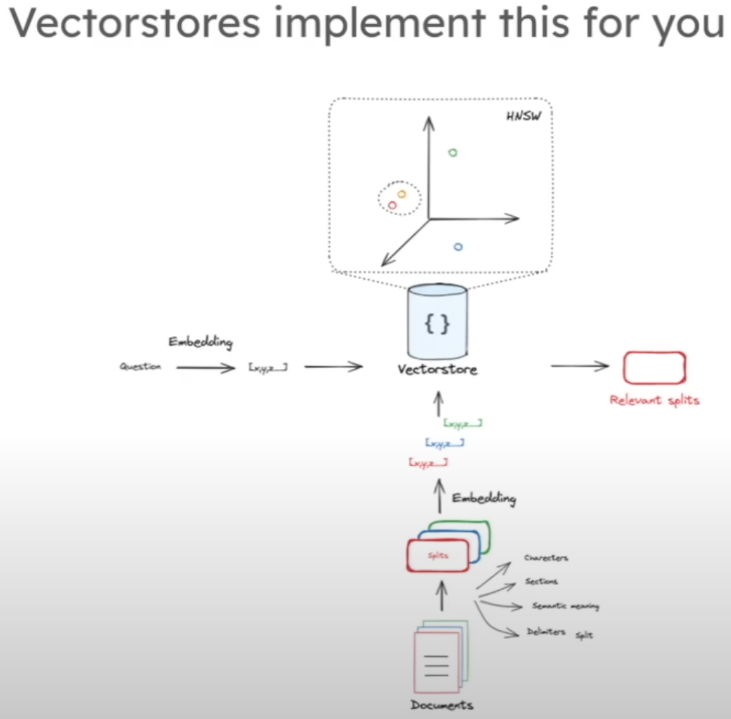 Vectorstores implement this for you
HNSW
{}
Embedding
Question
[x,y,z...]
Vectorstore
Relevant splits
[x,y,z...]
[x,y,z...]
[x,y,z...]
Embedding
Splits
Charecters
Sections
Semantic meaning
Delimiters Split
Documents